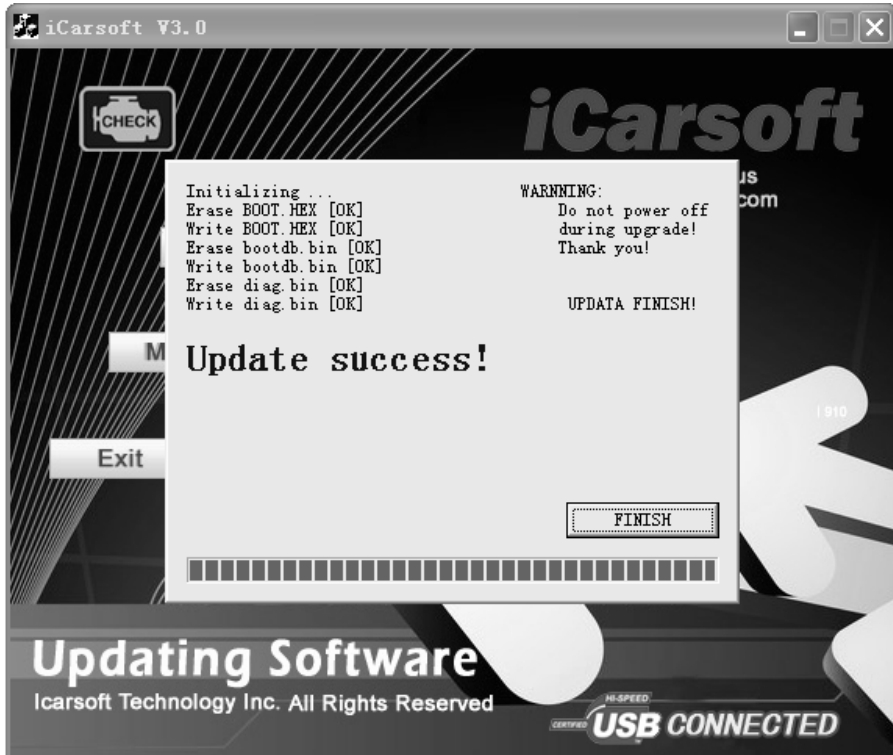 iCarsoft V3.0
CHECK
iCarsoft
us
com
Initializing ...
Erase BOOT.HEX [OK]
Write BOOT.HEX [OK]
Erase bootdb.bin [OK]
Write bootdb.bin [OK]
Erase diag.bin [OK]
Write diag.bin [OK]
WARNNING:
Do not power off
during upgrade!
Thank you!
UPDATA FINISH!
Update success!
M
i 910
Exit
FINISH
Updating Software
Icarsoft Technology Inc. All Rights Reserved
HI-SPEED
CERTIFIED USB CONNECTED